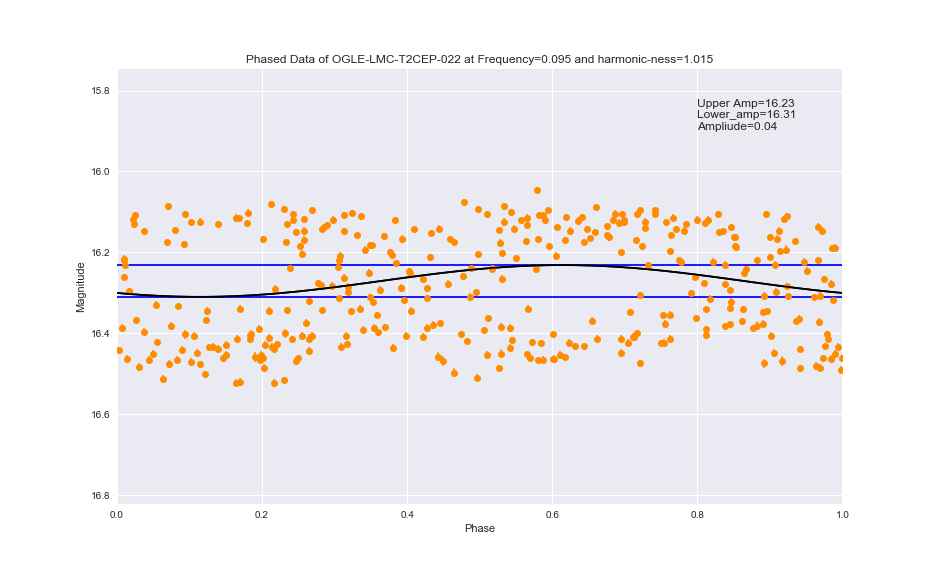 Phased Data of OGLE-LMC-T2CEP-022 at Frequency=0.095 and harmonic-ness=1.015
Upper Amp=16.23
Lower_amp=16.31
Ampliude=0.04
15.8
16.0
16.2
16.4
16.6
16.8
Magnitude
0.0 0.2 0.4 0.6 0.8 1.0
Phase